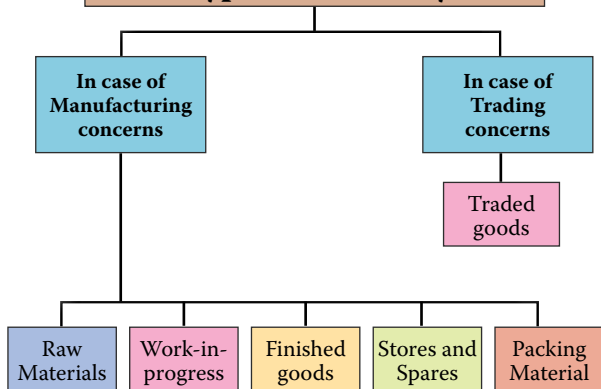 In case of
Manufacturing
concerns
In case of
Trading
concerns
Traded
goods
Raw
Materials
Work-in-
progress
Finished
goods
Stores and
Spares
Packing
Material